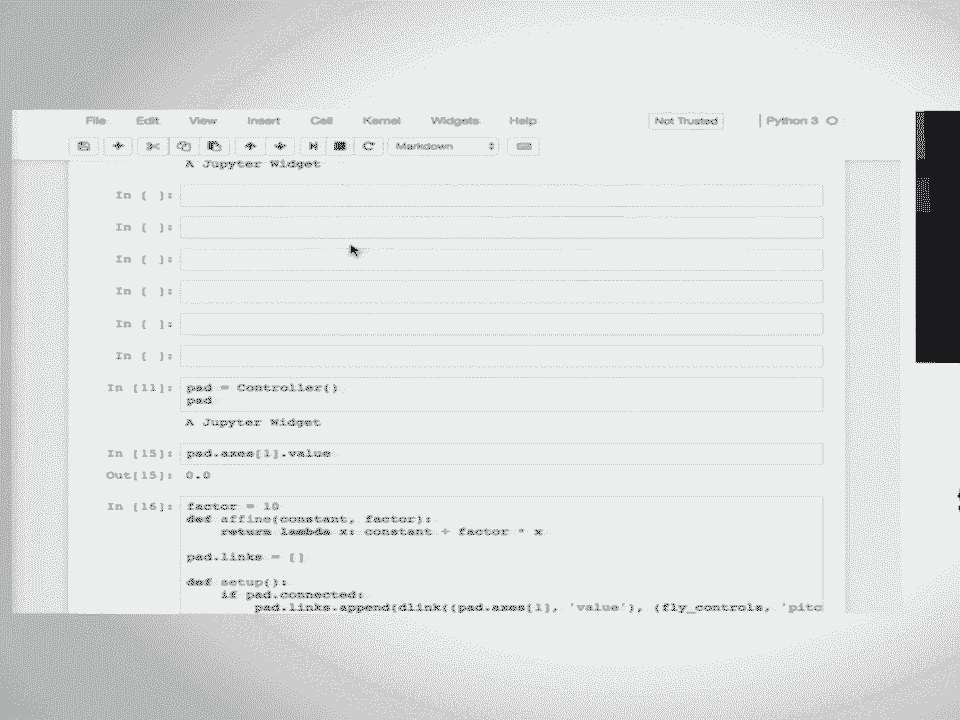 File Edit View Insert Cell Kernel Widgets Help Not Trusted Python 3
Markdown
A Jupyter Widget
In [ ]:
In [ ]:
In [ ]:
In [ ]:
In [ ]:
In [ ]:
In [11]: pad = Controller()
pad
A Jupyter Widget
In [15]: pad.axes[1].value
Out[15]: 0.0
In [16]: factor = 10
def affine(constant, factor):
return lambda x: constant + factor * x
pad.links = []
def setup():
if pad.connected:
pad.links.append(dlink((pad.axes[1], 'value'), (fly_controls, 'pitc